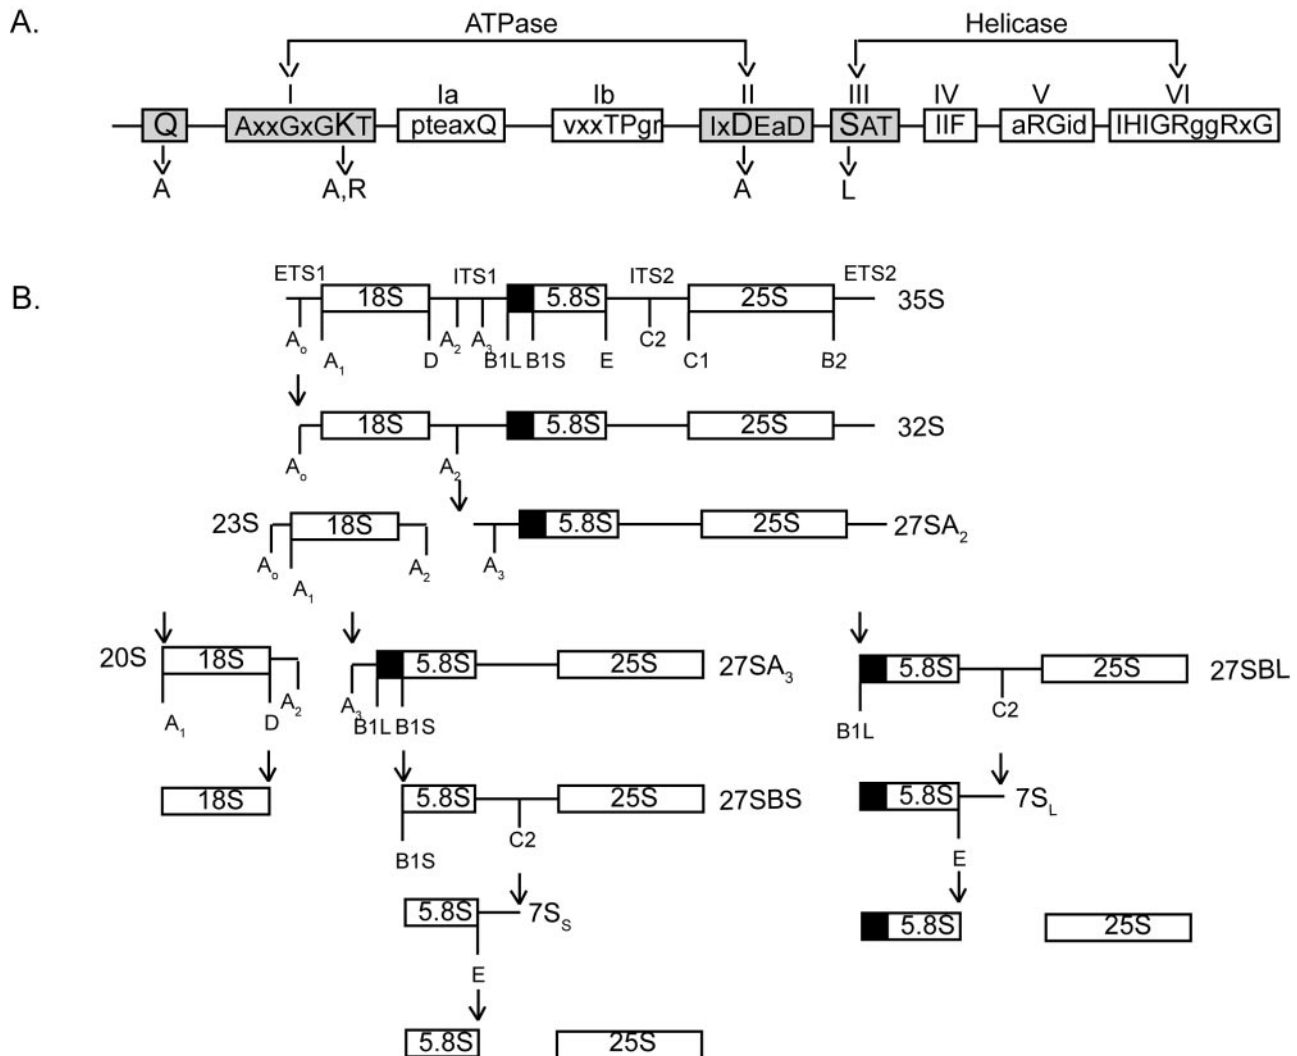 A.
ATPase Helicase
I Ia Ib II III IV V VI
Q AxxGxGKT pteaxQ vxxTPgr IxDEaD SAT IIF aRGid IHIGRggRxG
A A,R A L
B.
ETS1 ITS1 ITS2 ETS2
18S 5.8S 25S 35S
A₀ A₂ A₃ C2
A₁ D B1L B1S E C1 B2
18S 5.8S 25S 32S
A₀ A₂
23S 18S 5.8S 25S 27SA₂
A₀ A₂ A₃
A₁
20S 18S 5.8S 25S 27SA₃ 5.8S 25S 27SBL
A₂ A₃ C2
A₁ D B1L B1S B1L
18S 5.8S 25S 27SBS 5.8S 7S_L
C2
B1S E
5.8S 7S_S 5.8S 25S
E
5.8S 25S